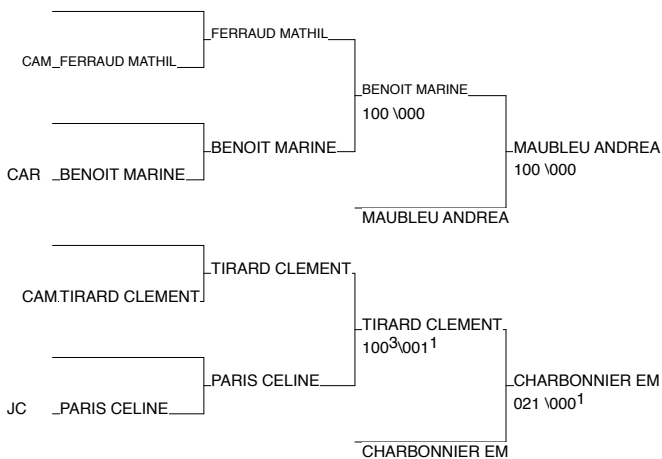 FERRAUD MATHIL
CAM FERRAUD MATHIL
BENOIT MARINE
100 \000
BENOIT MARINE
MAUBLEU ANDREA
100 \000
CAR BENOIT MARINE
MAUBLEU ANDREA
TIRARD CLEMENT
CAM TIRARD CLEMENT
TIRARD CLEMENT
100³\001¹
PARIS CELINE
CHARBONNIER EM
021 \000¹
JC PARIS CELINE
CHARBONNIER EM